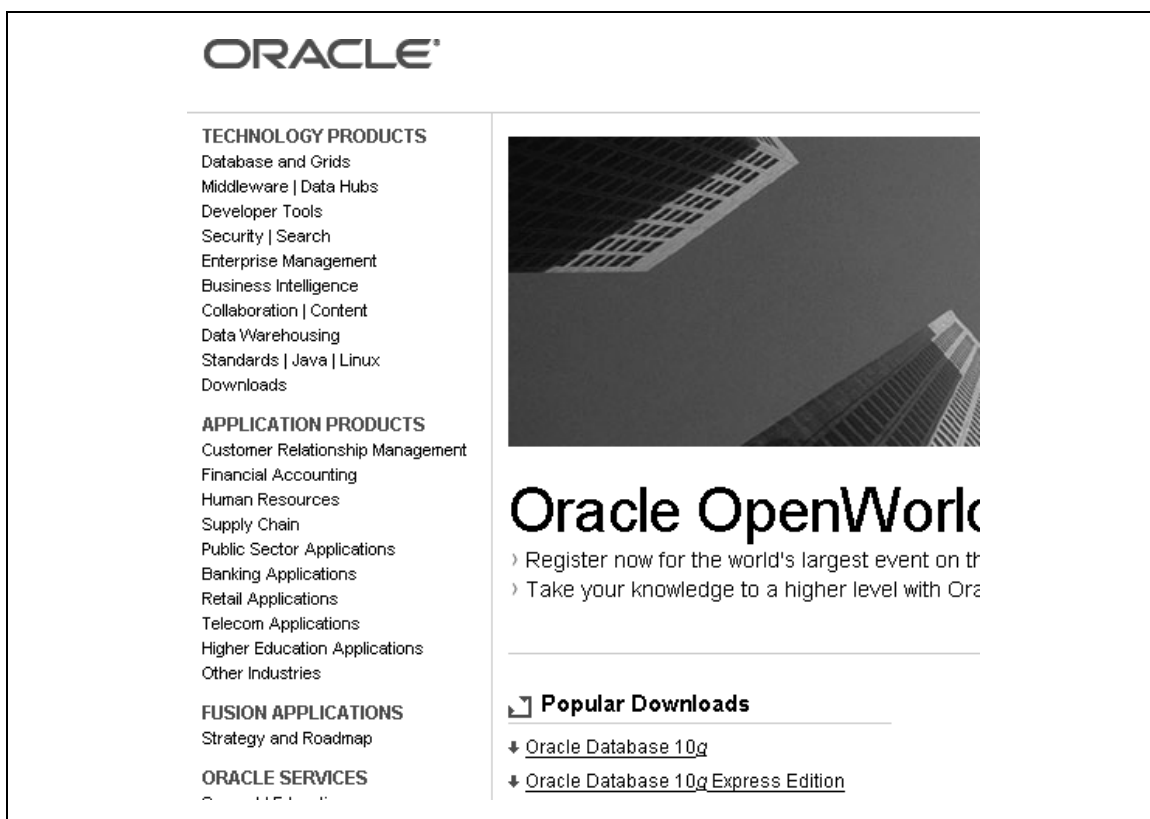 ORACLE®
TECHNOLOGY PRODUCTS
Database and Grids
Middleware | Data Hubs
Developer Tools
Security | Search
Enterprise Management
Business Intelligence
Collaboration | Content
Data Warehousing
Standards | Java | Linux
Downloads
APPLICATION PRODUCTS
Customer Relationship Management
Financial Accounting
Human Resources
Supply Chain
Public Sector Applications
Banking Applications
Retail Applications
Telecom Applications
Higher Education Applications
Other Industries
FUSION APPLICATIONS
Strategy and Roadmap
ORACLE SERVICES
Oracle
› Register now for the world's largest event on
› Take your knowledge to a higher level with
Popular Downloads
Oracle Database 10g
Oracle Database 10g Express Edition